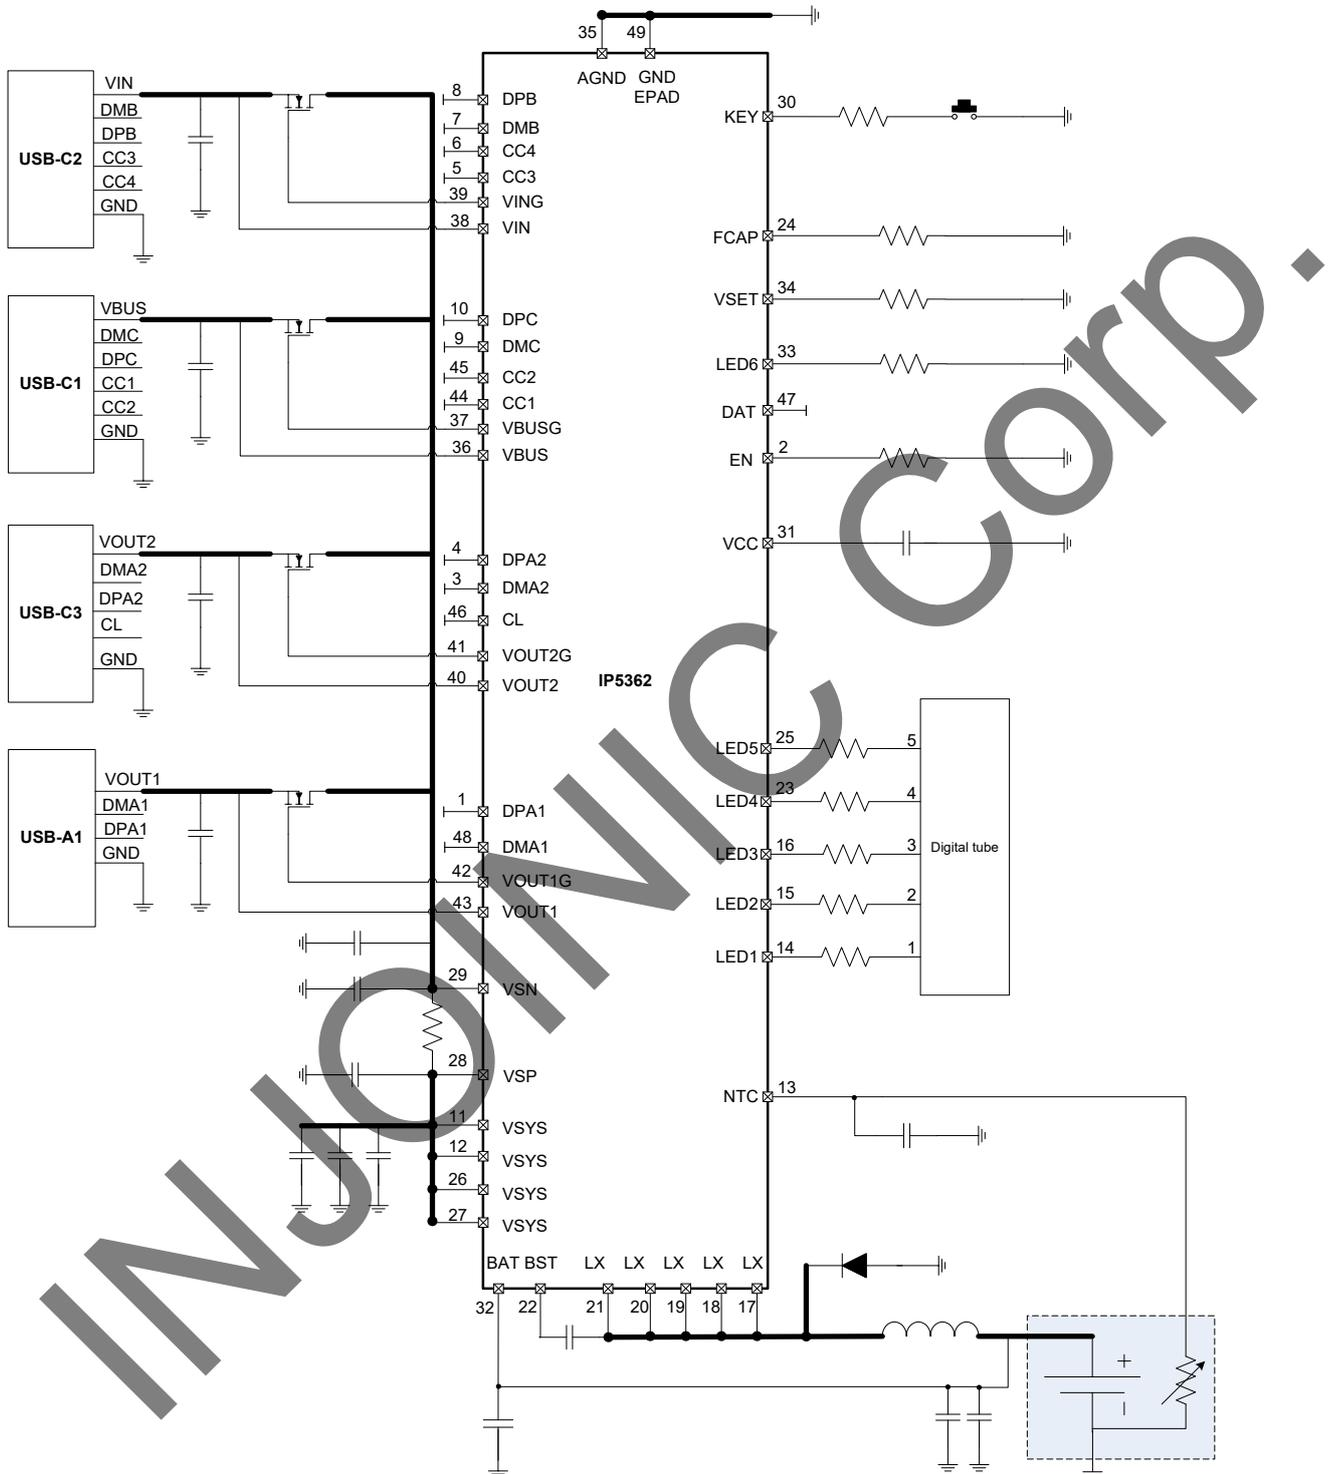 35 49
AGND GND
EPAD
USB-C2
VIN
DMB
DPB
CC3
CC4
GND
USB-C1
VBUS
DMC
DPC
CC1
CC2
GND
USB-C3
VOUT2
DMA2
DPA2
CL
GND
USB-A1
VOUT1
DMA1
DPA1
GND
8 DPB
7 DMB
6 CC4
5 CC3
39 VING
38 VIN
10 DPC
9 DMC
45 CC2
44 CC1
37 VBUSG
36 VBUS
4 DPA2
3 DMA2
46 CL
41 VOUT2G
40 VOUT2
1 DPA1
48 DMA1
42 VOUT1G
43 VOUT1
29 VSN
28 VSP
11 VSYS
12 VSYS
26 VSYS
27 VSYS
IP5362
KEY 30
FCAP 24
VSET 34
LED6 33
DAT 47
EN 2
VCC 31
LED5 25 5
LED4 23 4
LED3 16 3
LED2 15 2
LED1 14 1
Digital tube
NTC 13
BAT BST LX LX LX LX LX
32 22 21 20 19 18 17
+
−
INJOINIC Corp.